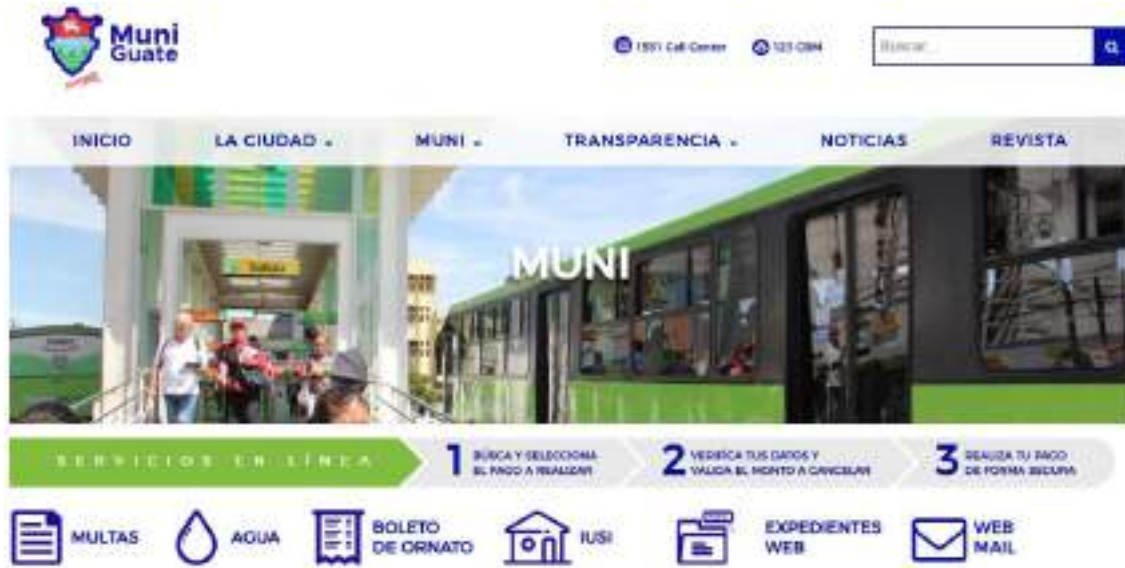 Muni
Guate
1551 Call Center
123 CBM
Buscar...
INICIO
LA CIUDAD
MUNI
TRANSPARENCIA
NOTICIAS
REVISTA
MUNI
SERVICIOS EN LÍNEA
1 BUSCA Y SELECCIONA
EL PAGO A REALIZAR
2 VERIFICA TUS DATOS Y
VALIDA EL MONTO A CANCELAR
3 REALIZA TU PAGO
DE FORMA SEGURA
MULTAS
AGUA
BOLETO
DE ORNATO
IUSI
EXPEDIENTES
WEB
WEB
MAIL